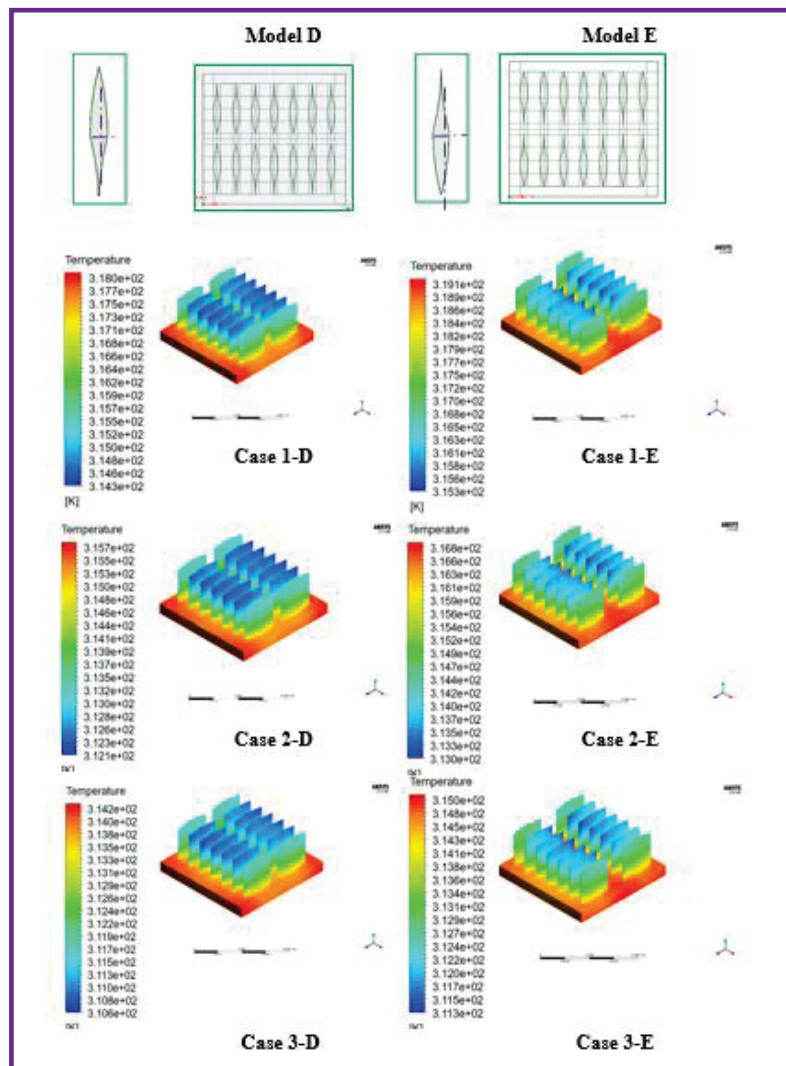 Model D
Model E
Temperature
3.180e+02
3.177e+02
3.175e+02
3.173e+02
3.171e+02
3.168e+02
3.166e+02
3.164e+02
3.162e+02
3.159e+02
3.157e+02
3.155e+02
3.152e+02
3.150e+02
3.148e+02
3.146e+02
3.143e+02
[K]
Case 1-D
Temperature
3.191e+02
3.189e+02
3.186e+02
3.184e+02
3.182e+02
3.179e+02
3.177e+02
3.175e+02
3.172e+02
3.170e+02
3.168e+02
3.165e+02
3.163e+02
3.161e+02
3.158e+02
3.156e+02
3.153e+02
[K]
Case 1-E
Temperature
3.157e+02
3.155e+02
3.153e+02
3.150e+02
3.148e+02
3.146e+02
3.144e+02
3.141e+02
3.139e+02
3.137e+02
3.135e+02
3.132e+02
3.130e+02
3.128e+02
3.126e+02
3.123e+02
3.121e+02
Case 2-D
Temperature
3.168e+02
3.166e+02
3.163e+02
3.161e+02
3.159e+02
3.156e+02
3.154e+02
3.152e+02
3.149e+02
3.147e+02
3.144e+02
3.142e+02
3.140e+02
3.137e+02
3.135e+02
3.133e+02
3.130e+02
Case 2-E
Temperature
3.142e+02
3.140e+02
3.138e+02
3.135e+02
3.133e+02
3.131e+02
3.129e+02
3.126e+02
3.124e+02
3.122e+02
3.119e+02
3.117e+02
3.115e+02
3.113e+02
3.110e+02
3.108e+02
3.106e+02
Case 3-D
Temperature
3.150e+02
3.148e+02
3.145e+02
3.143e+02
3.141e+02
3.138e+02
3.136e+02
3.134e+02
3.131e+02
3.129e+02
3.127e+02
3.124e+02
3.122e+02
3.120e+02
3.117e+02
3.115e+02
3.113e+02
Case 3-E